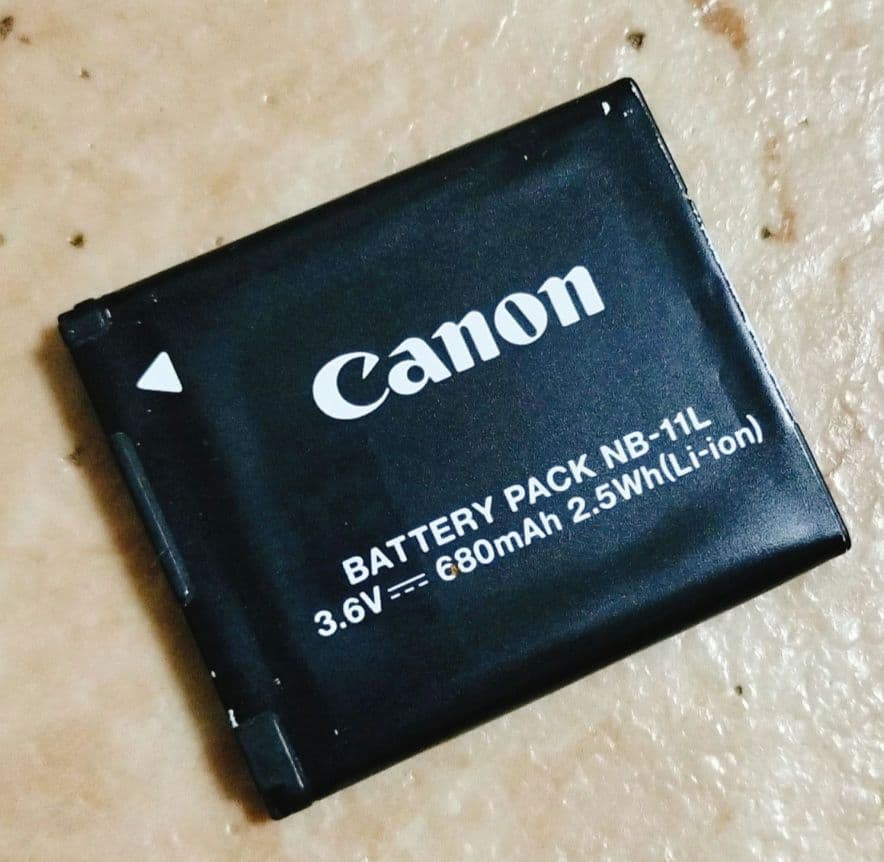 Canon
BATTERY PACK NB-11L
3.6V⎓ 680mAh 2.5Wh(Li-ion)